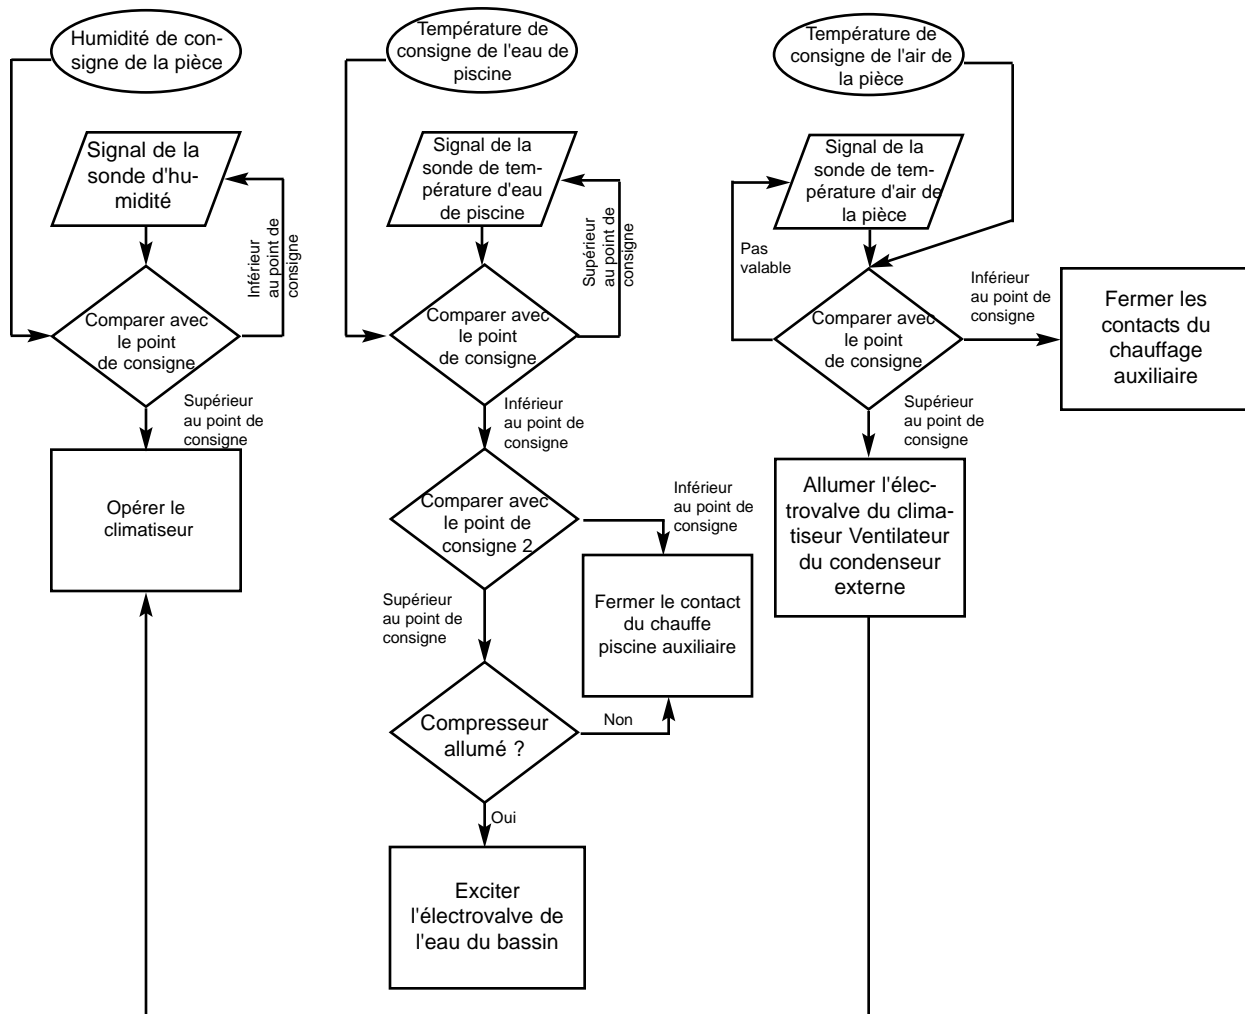 Humidité de con-
signe de la pièce
Signal de la
sonde d'hu-
midité
Inférieur
au point de
consigne
Comparer avec
le point
de consigne
Supérieur
au point de
consigne
Opérer le
climatiseur
Température de
consigne de l'eau de
piscine
Signal de la
sonde de tem-
pérature d'eau
de piscine
Supérieur
au point de
consigne
Comparer avec
le point
de consigne
Inférieur
au point de
consigne
Comparer avec
le point de
consigne 2
Inférieur
au point de
consigne
Supérieur
au point de
consigne
Fermer le contact
du chauffe
piscine auxiliaire
Compresseur
allumé ?
Non
Oui
Exciter
l'électrovalve de
l'eau du bassin
Température de
consigne de l'air de
la pièce
Signal de la
sonde de tem-
pérature d'air de
la pièce
Pas
valable
Comparer avec
le point
de consigne
Inférieur
au point de
consigne
Fermer les
contacts du
chauffage
auxiliaire
Supérieur
au point de
consigne
Allumer l'élec-
trovalve du clima-
tiseur Ventilateur
du condenseur
externe